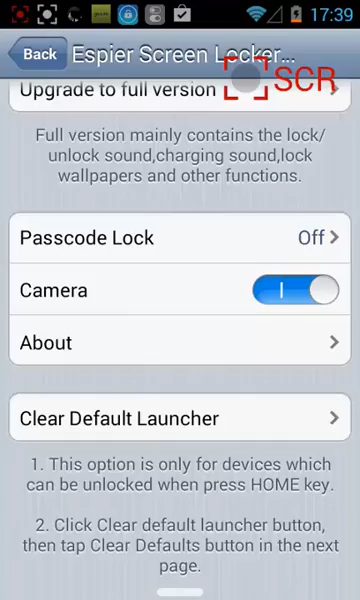 17:39
Back
Espier Screen Locker...
SCR
Upgrade to full version
Full version mainly contains the lock/
unlock sound,charging sound,lock
wallpapers and other functions.
Passcode Lock Off
Camera
About
Clear Default Launcher
1. This option is only for devices which
can be unlocked when press HOME key.
2. Click Clear default launcher button,
then tap Clear Defaults button in the next
page.